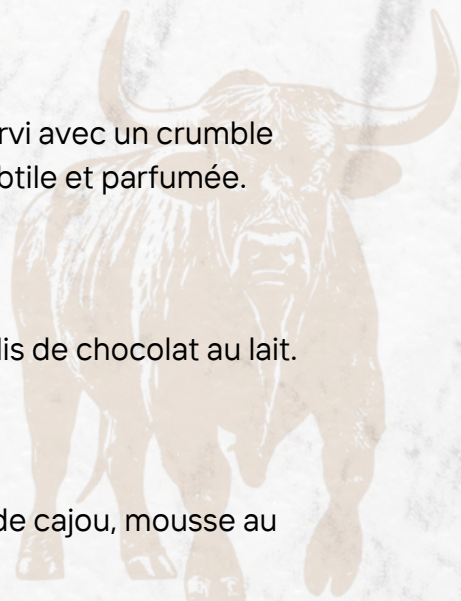 rvi avec un crumble
btile et parfumée.
lis de chocolat au lait.
de cajou, mousse au